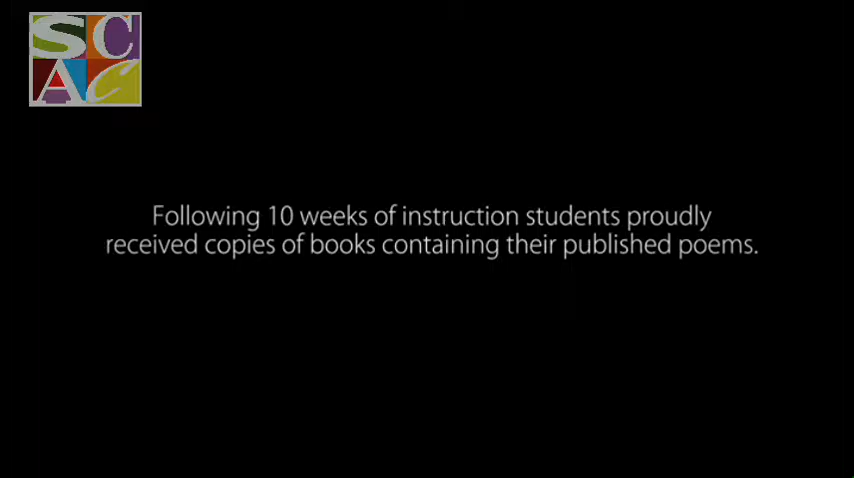 SC
AC
Following 10 weeks of instruction students proudly
received copies of books containing their published poems.